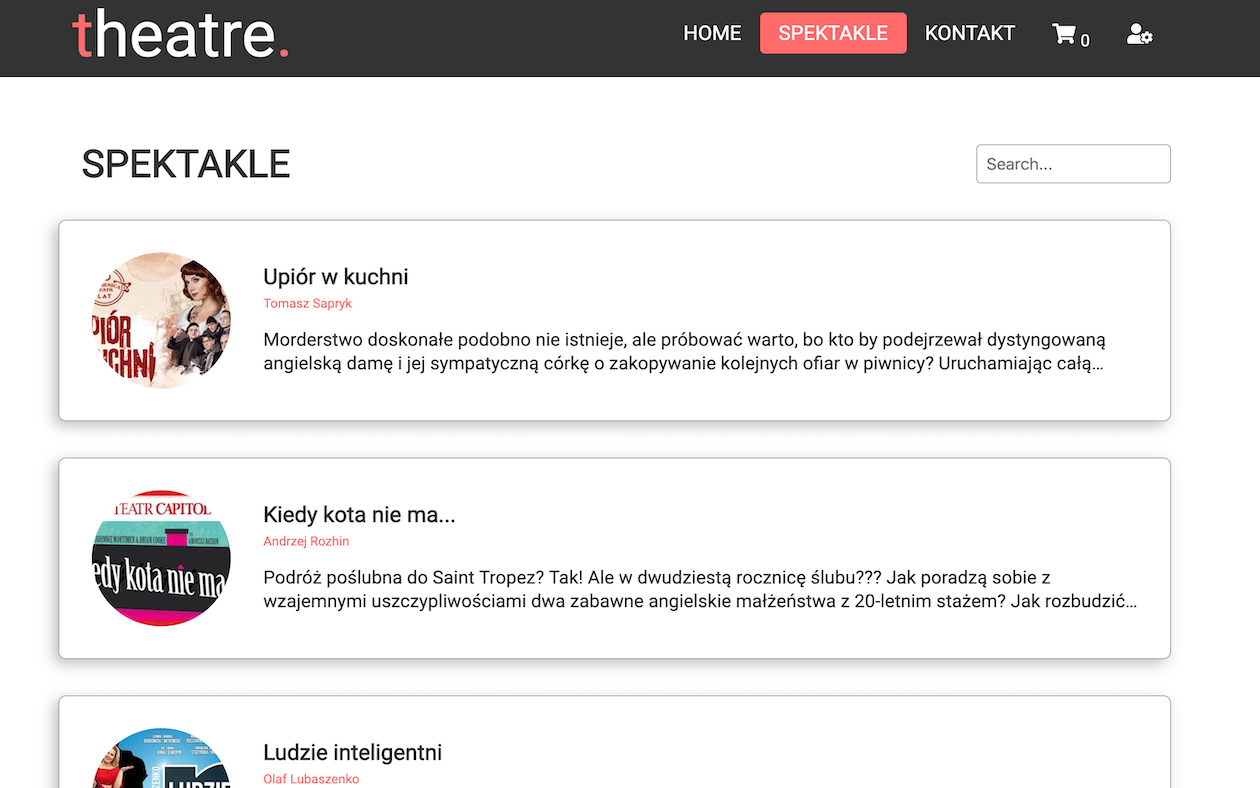 theatre.
HOME SPEKTAKLE KONTAKT 0
SPEKTAKLE
Search...
Upiór w kuchni
Tomasz Sapryk
Morderstwo doskonałe podobno nie istnieje, ale próbować warto, bo kto by podejrzewał dystyngowaną
angielską damę i jej sympatyczną córkę o zakopywanie kolejnych ofiar w piwnicy? Uruchamiając całą...
LAT
PIÓR
UCHNI
TEATR CAPITOL
edy kota nie ma
Kiedy kota nie ma...
Andrzej Rozhin
Podróż poślubna do Saint Tropez? Tak! Ale w dwudziestą rocznicę ślubu??? Jak poradzą sobie z
wzajemnymi uszczypliwościami dwa zabawne angielskie małżeństwa z 20-letnim stażem? Jak rozbudzić...
Ludzie inteligentni
Olaf Lubaszenko
LUDZIE